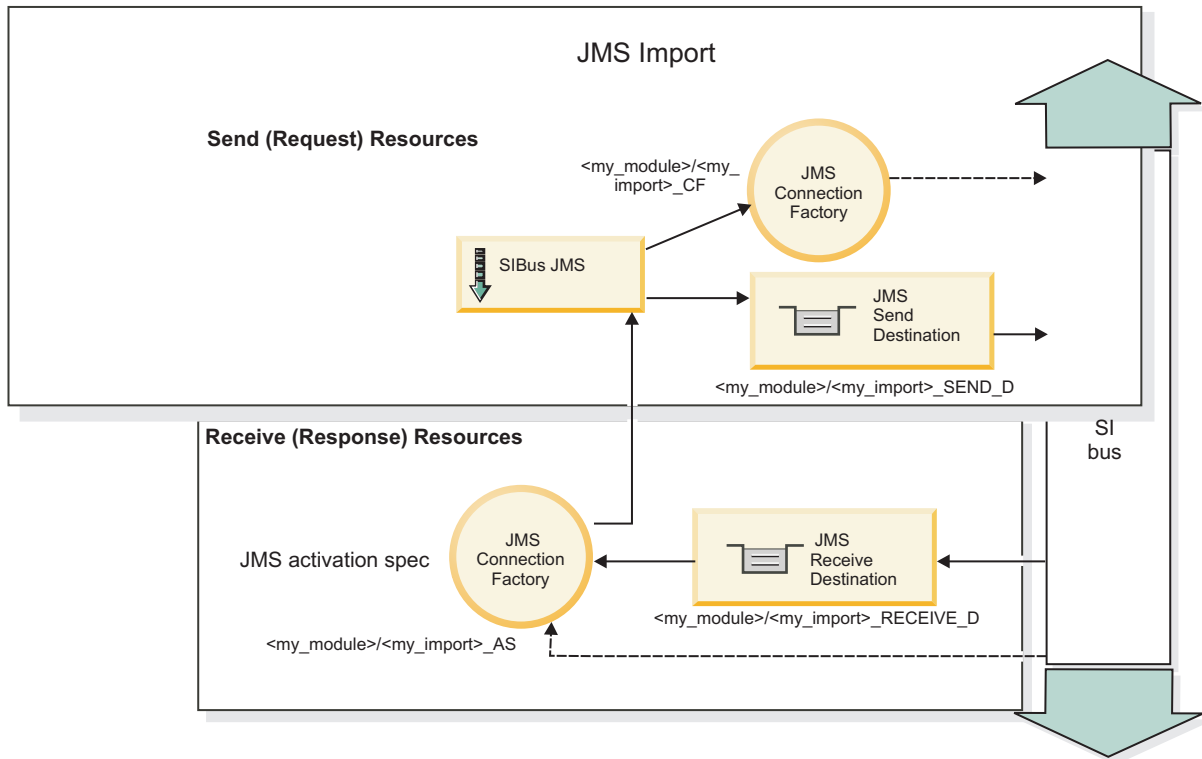 JMS Import
Send (Request) Resources
<my_module>/<my_
import>_CF
JMS
Connection
Factory
SIBus JMS
JMS
Send
Destination
<my_module>/<my_import>_SEND_D
Receive (Response) Resources
SI
bus
JMS activation spec
JMS
Connection
Factory
JMS
Receive
Destination
<my_module>/<my_import>_RECEIVE_D
<my_module>/<my_import>_AS